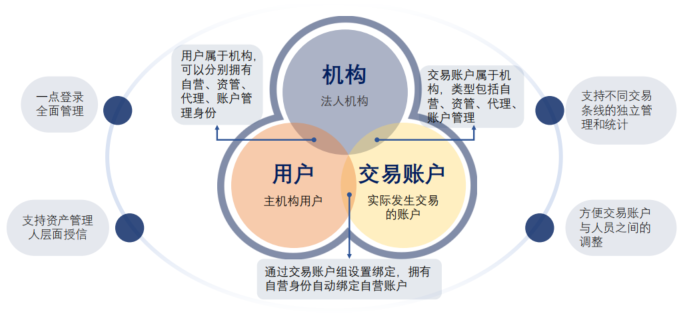 用户属于机构,
可以分别拥有
自营、资管、
代理、账户管
理身份
机构
法人机构
交易账户属于机
构，类型包括自
营、资管、代理、
账户管理
一点登录
全面管理
支持不同交易
条线的独立管
理和统计
用户
主机构用户
交易账户
实际发生交易
的账户
支持资产管理
人层面授信
方便交易账户
与人员之间的
调整
通过交易账户组设置绑定，拥有
自营身份自动绑定自营账户